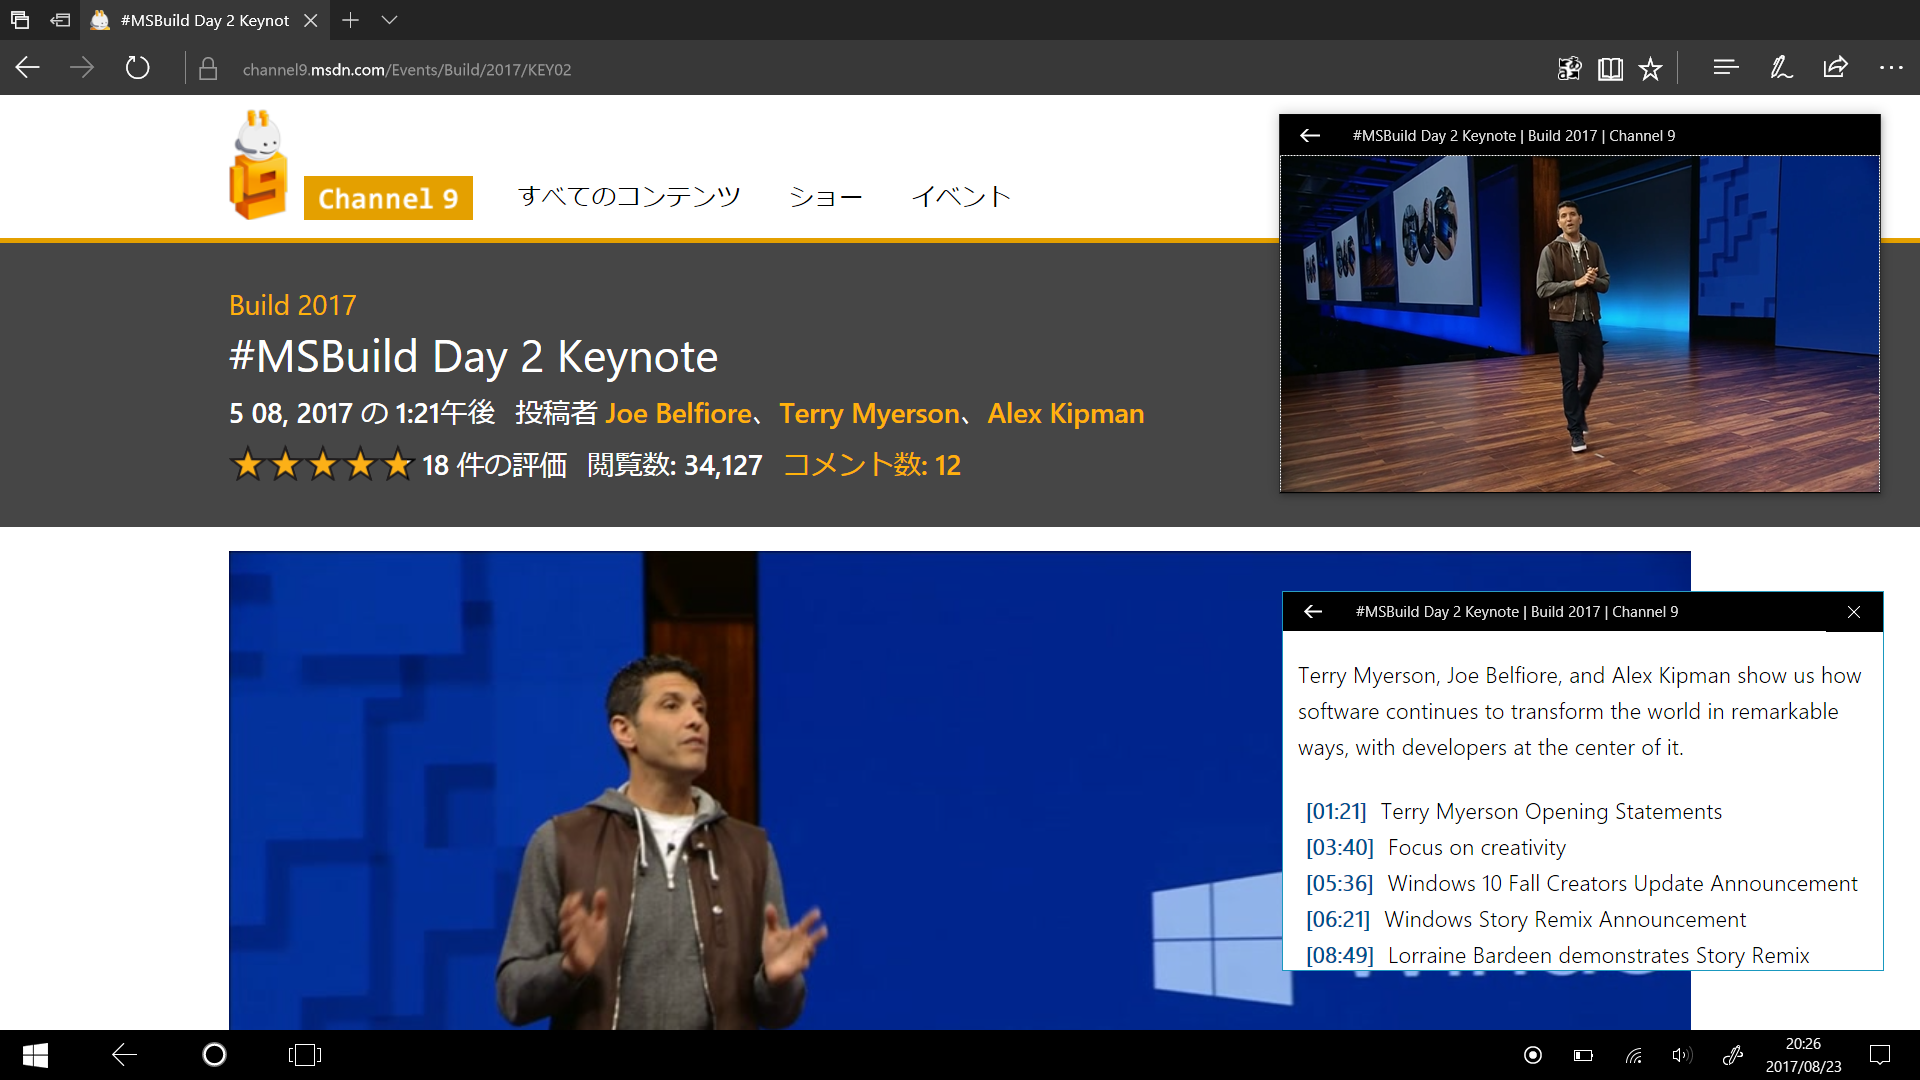 #MSBuild Day 2 Keynot
channel9.msdn.com/Events/Build/2017/KEY02
9
Channel 9
すべてのコンテンツ
ショー
イベント
Build 2017
#MSBuild Day 2 Keynote
5 08, 2017 の 1:21午後 投稿者 Joe Belfiore、Terry Myerson、Alex Kipman
18 件の評価 閲覧数: 34,127 コメント数: 12
#MSBuild Day 2 Keynote | Build 2017 | Channel 9
#MSBuild Day 2 Keynote | Build 2017 | Channel 9
Terry Myerson, Joe Belfiore, and Alex Kipman show us how
software continues to transform the world in remarkable
ways, with developers at the center of it.
[01:21] Terry Myerson Opening Statements
[03:40] Focus on creativity
[05:36] Windows 10 Fall Creators Update Announcement
[06:21] Windows Story Remix Announcement
[08:49] Lorraine Bardeen demonstrates Story Remix
20:26
2017/08/23